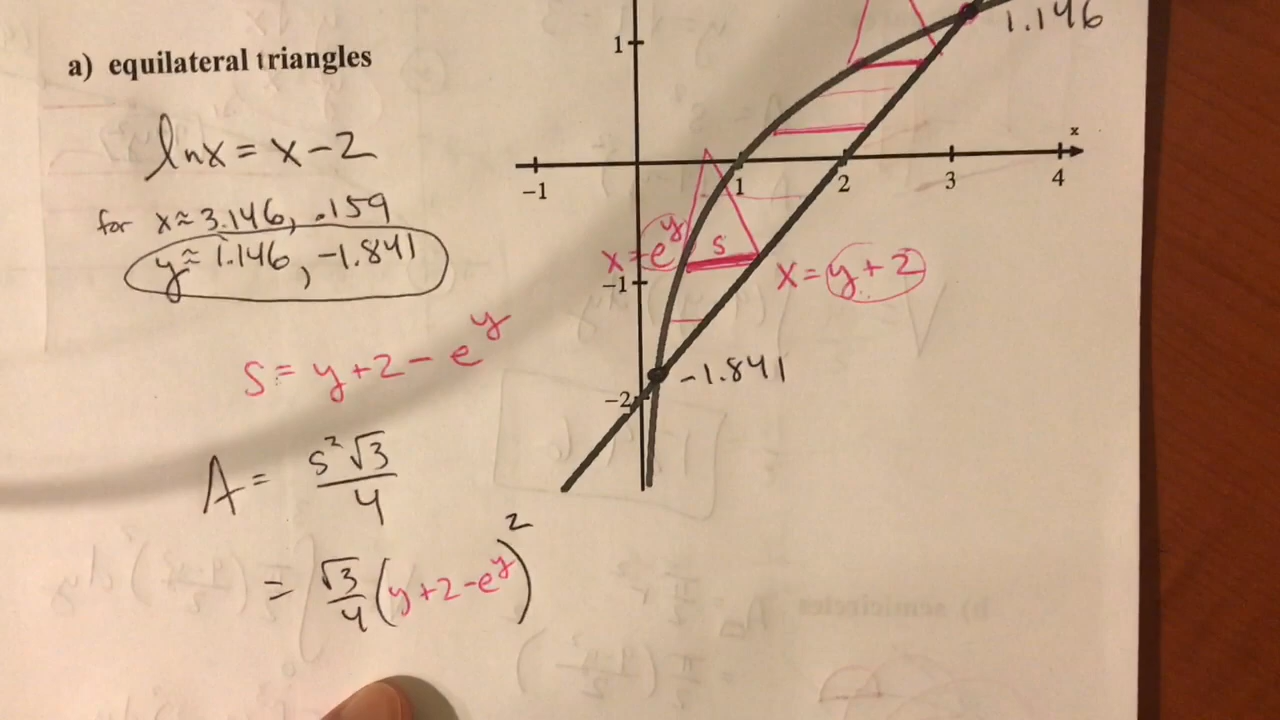 a) equilateral triangles
ln x = x - 2
for x ≈ 3.146, .159
y ≈ 1.146, -1.841
s = y + 2 - e^y
A = s²√3/4
= √3/4 (y + 2 - e^y)²
1.146
1
x
-1
1
2
3
4
x = e^y
s
x = y + 2
-1
-1.841
-2